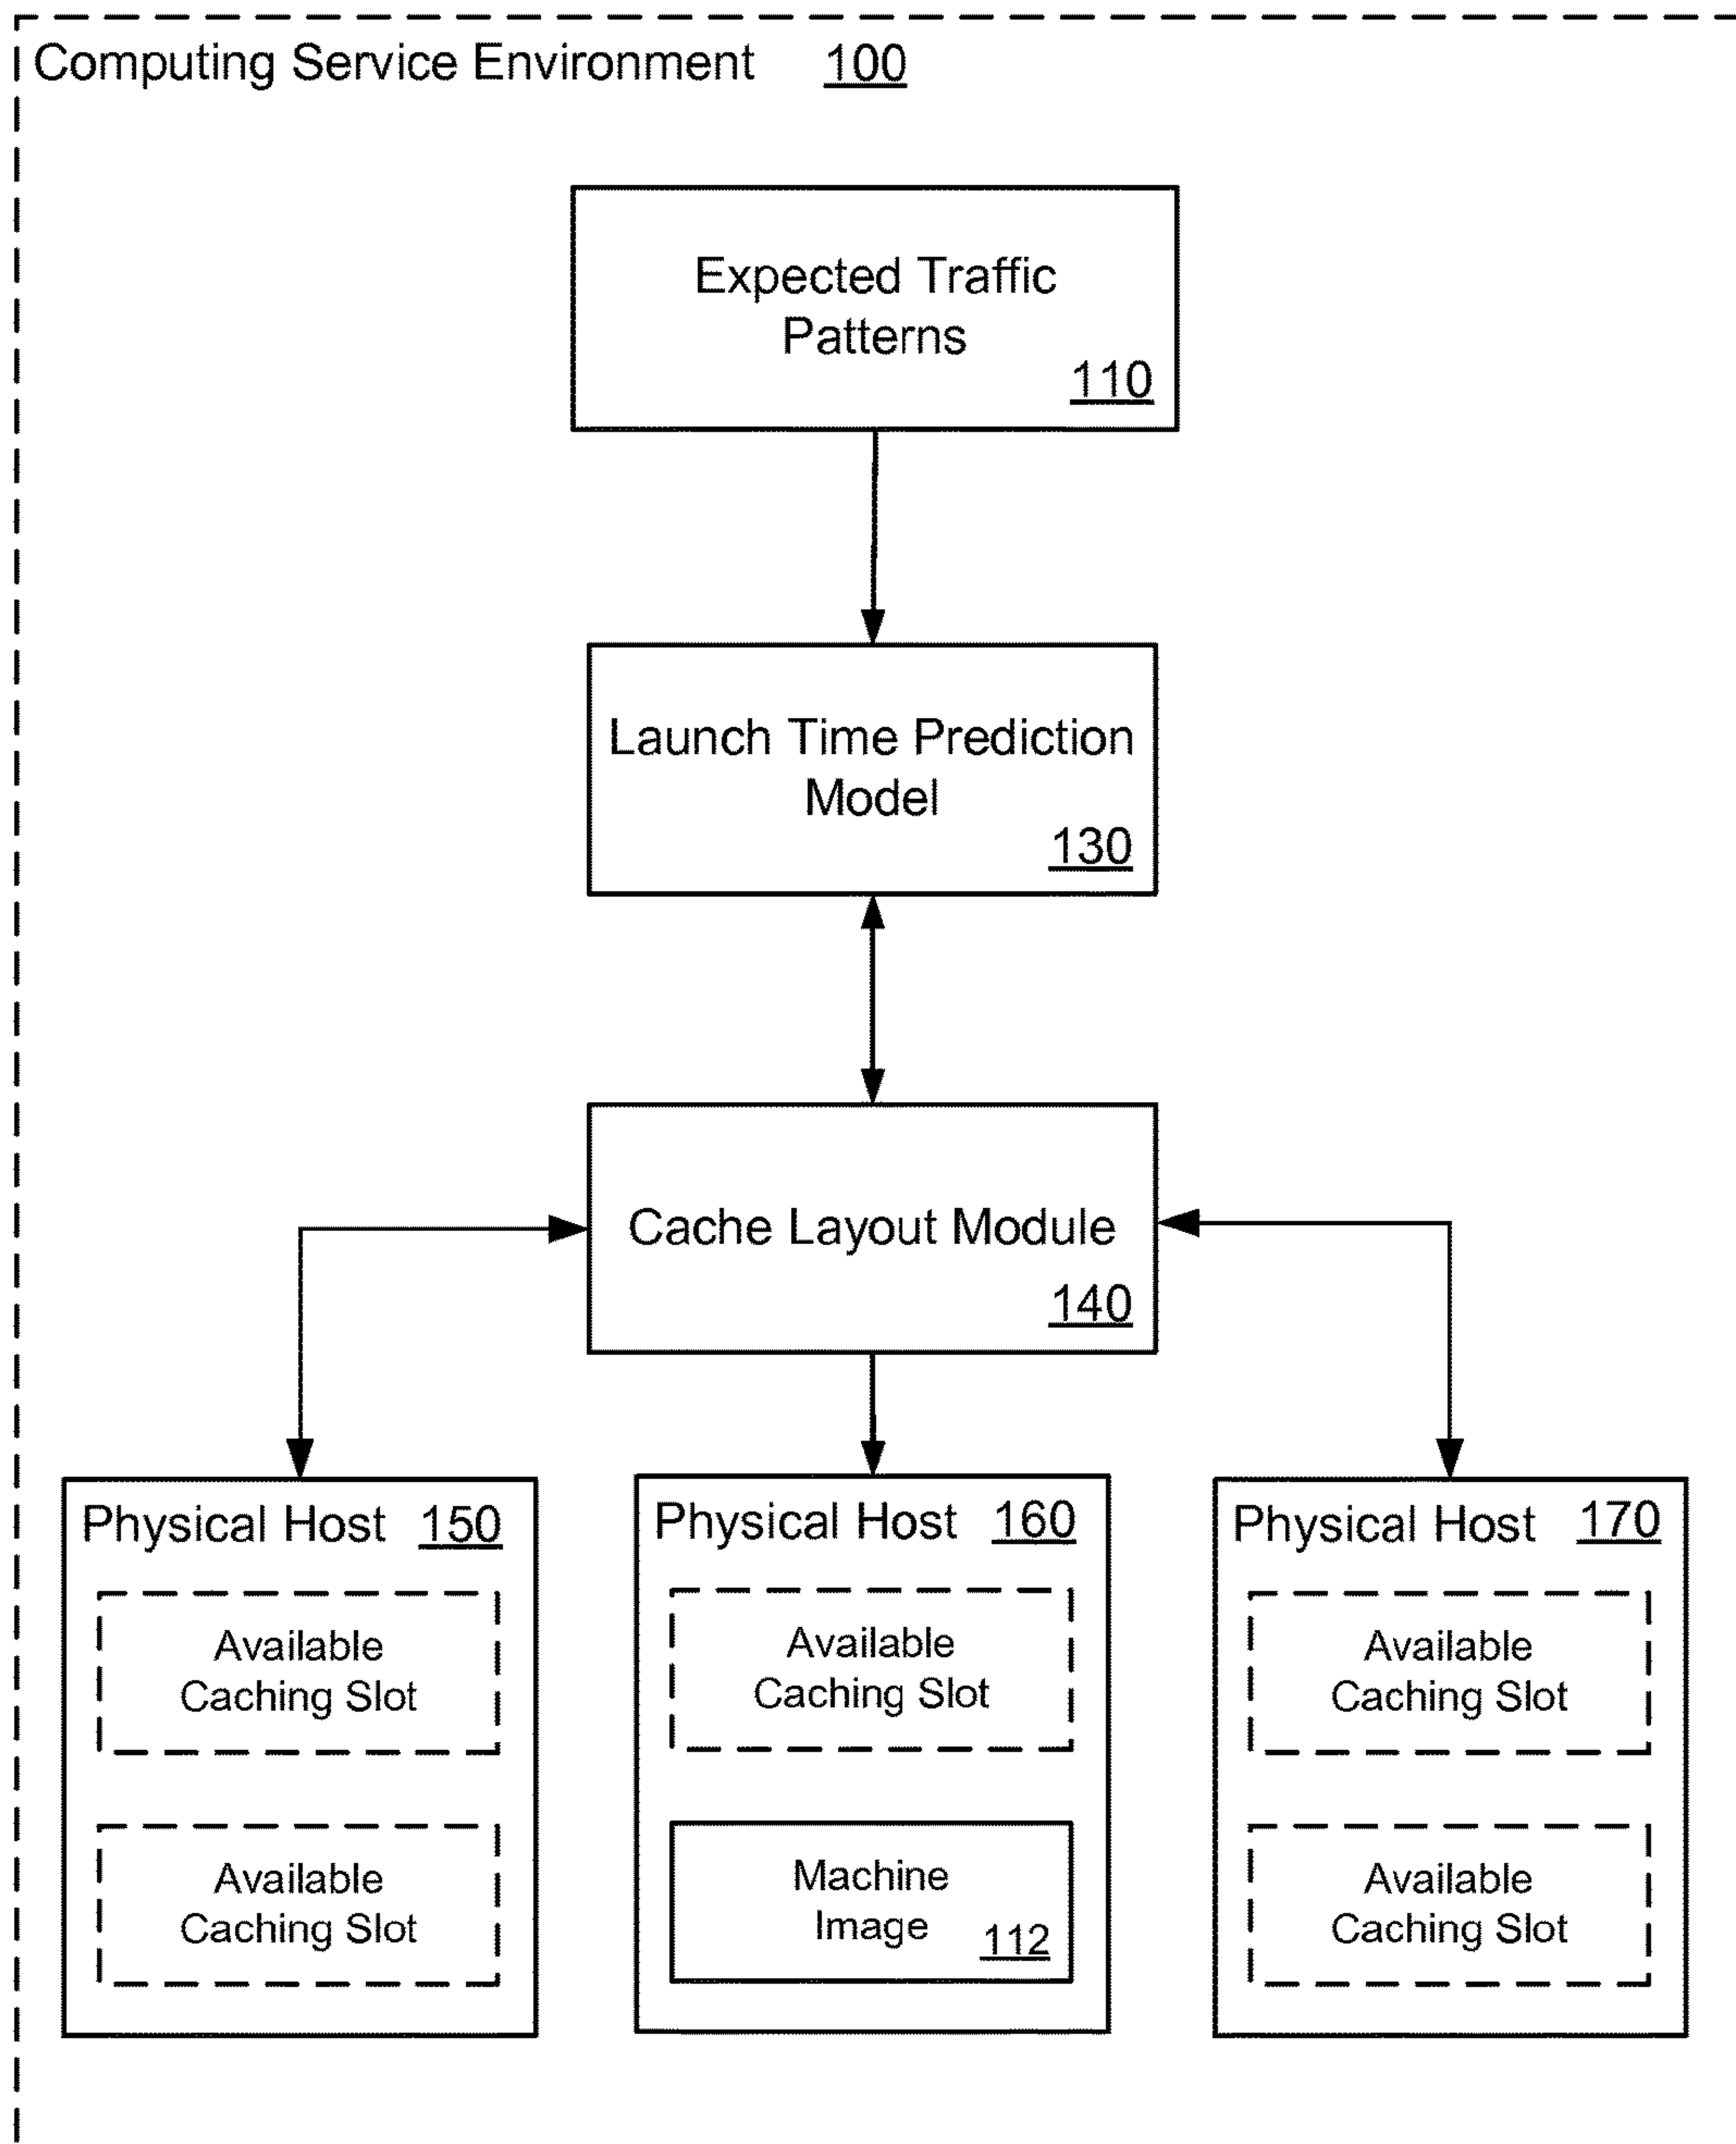 Computing Service Environment 100
Expected Traffic
Patterns
110
Launch Time Prediction
Model
130
Cache Layout Module
140
Physical Host 150
Available
Caching Slot
Available
Caching Slot
Physical Host 160
Available
Caching Slot
Machine
Image
112
Physical Host 170
Available
Caching Slot
Available
Caching Slot